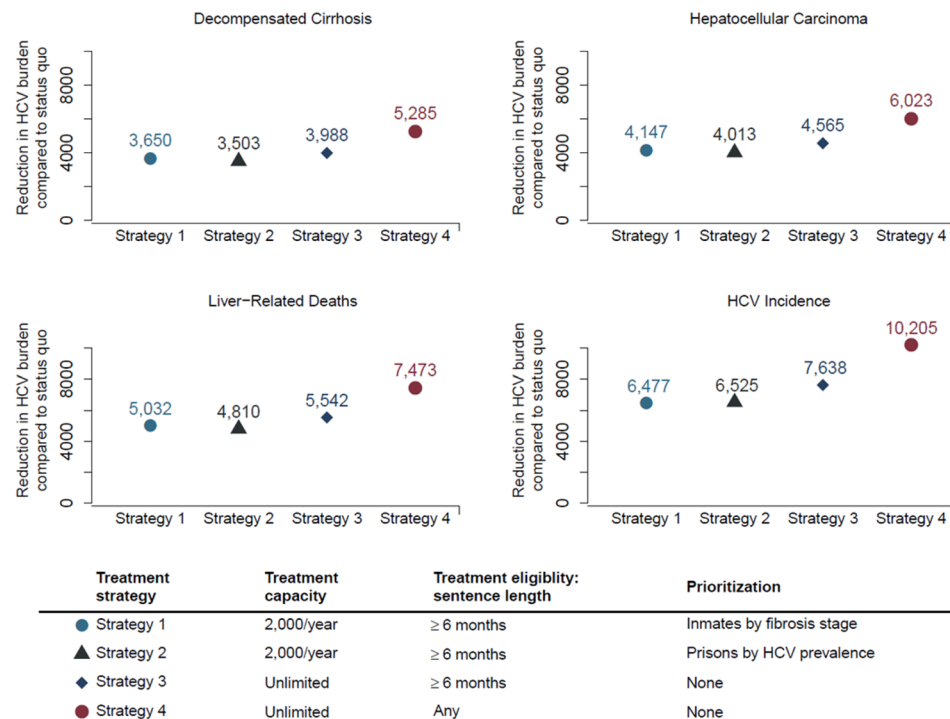 Decompensated Cirrhosis
Reduction in HCV burden
compared to status quo
0
4000
8000
3,650
3,503
3,988
5,285
Strategy 1 Strategy 2 Strategy 3 Strategy 4
Hepatocellular Carcinoma
Reduction in HCV burden
compared to status quo
0
4000
8000
4,147
4,013
4,565
6,023
Strategy 1 Strategy 2 Strategy 3 Strategy 4
Liver−Related Deaths
Reduction in HCV burden
compared to status quo
0
4000
8000
5,032
4,810
5,542
7,473
Strategy 1 Strategy 2 Strategy 3 Strategy 4
HCV Incidence
Reduction in HCV burden
compared to status quo
0
4000
8000
6,477
6,525
7,638
10,205
Strategy 1 Strategy 2 Strategy 3 Strategy 4
Treatment strategy Treatment capacity Treatment eligiblity: sentence length Prioritization
Strategy 1 2,000/year ≥ 6 months Inmates by fibrosis stage
Strategy 2 2,000/year ≥ 6 months Prisons by HCV prevalence
Strategy 3 Unlimited ≥ 6 months None
Strategy 4 Unlimited Any None